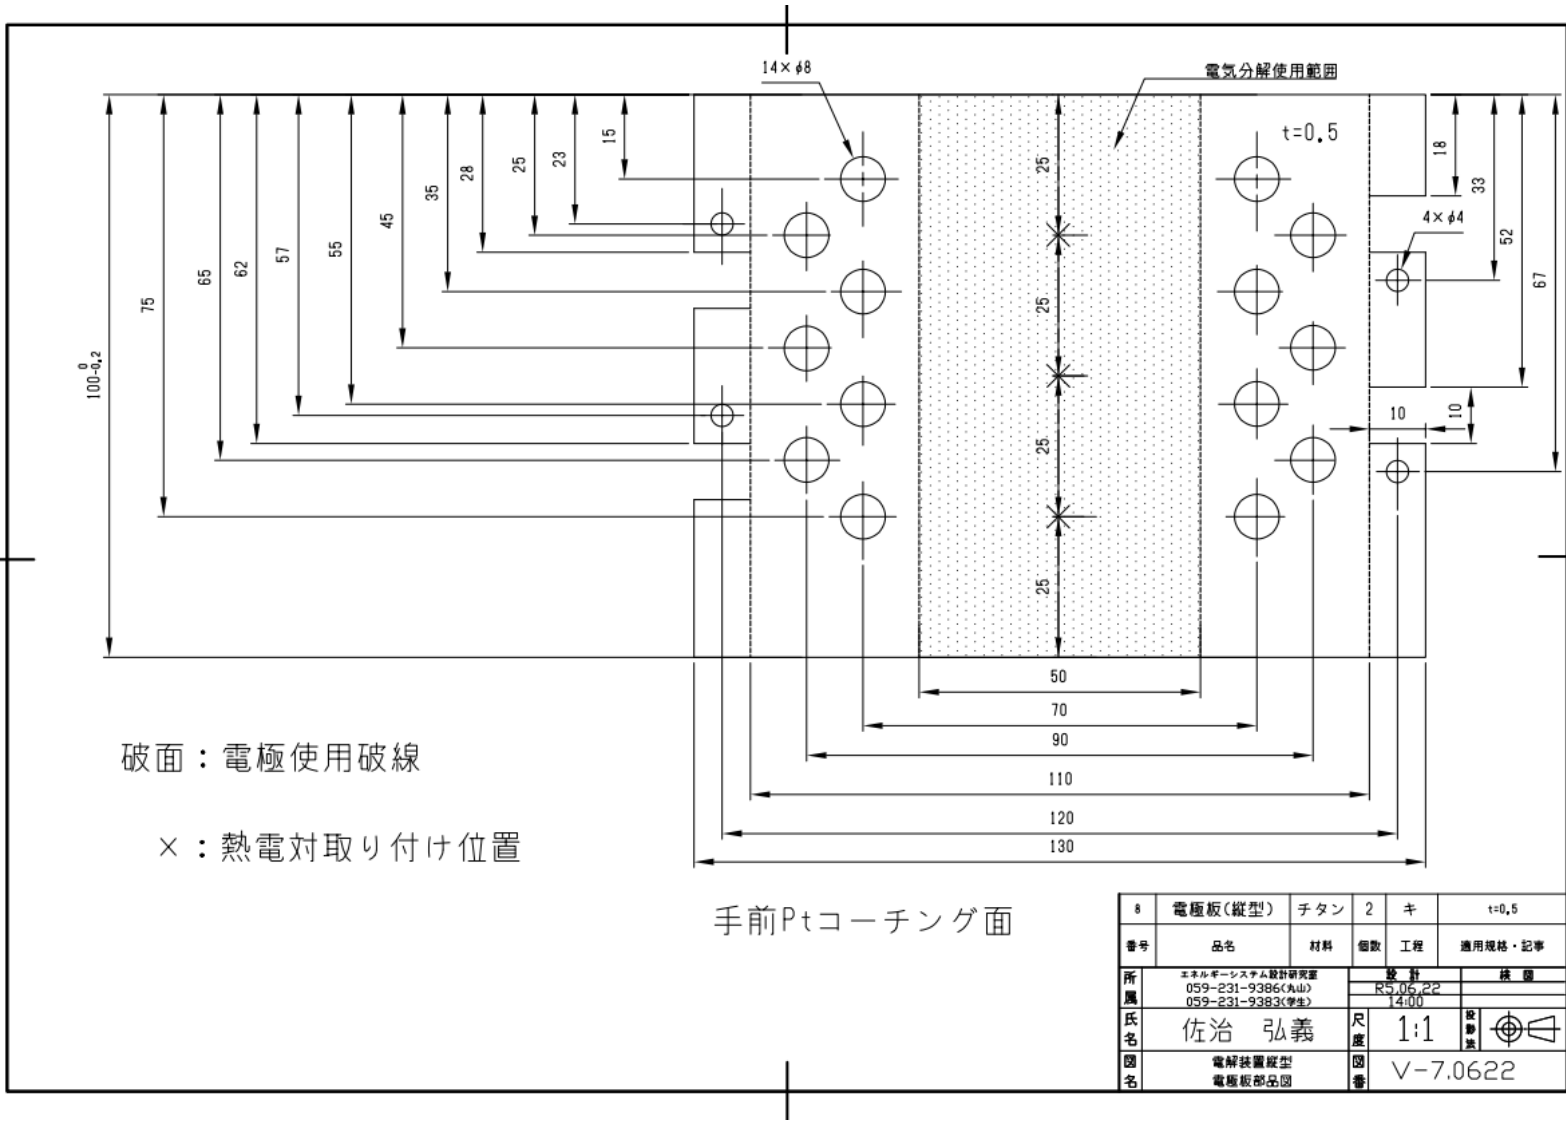 14×φ8
電気分解使用範囲
t=0.5
15
23
25
28
35
45
55
57
62
65
75
100 0 -0.2
25
25
25
25
18
33
4×φ4
52
67
10
10
50
70
90
110
120
130
破面：電極使用破線
×：熱電対取り付け位置
手前Ptコーチング面
8 電極板(縦型) チタン 2 キ t=0.5
番号 品名 材料 個数 工程 適用規格・記事
所属 エネルギーシステム設計研究室 設計 検図
059-231-9386(丸山) R5.06.22
059-231-9383(学生) 14:00
氏名 佐治 弘義 尺度 1:1 投影法
図名 電解装置縦型 図番 V-7.0622
電極板部品図